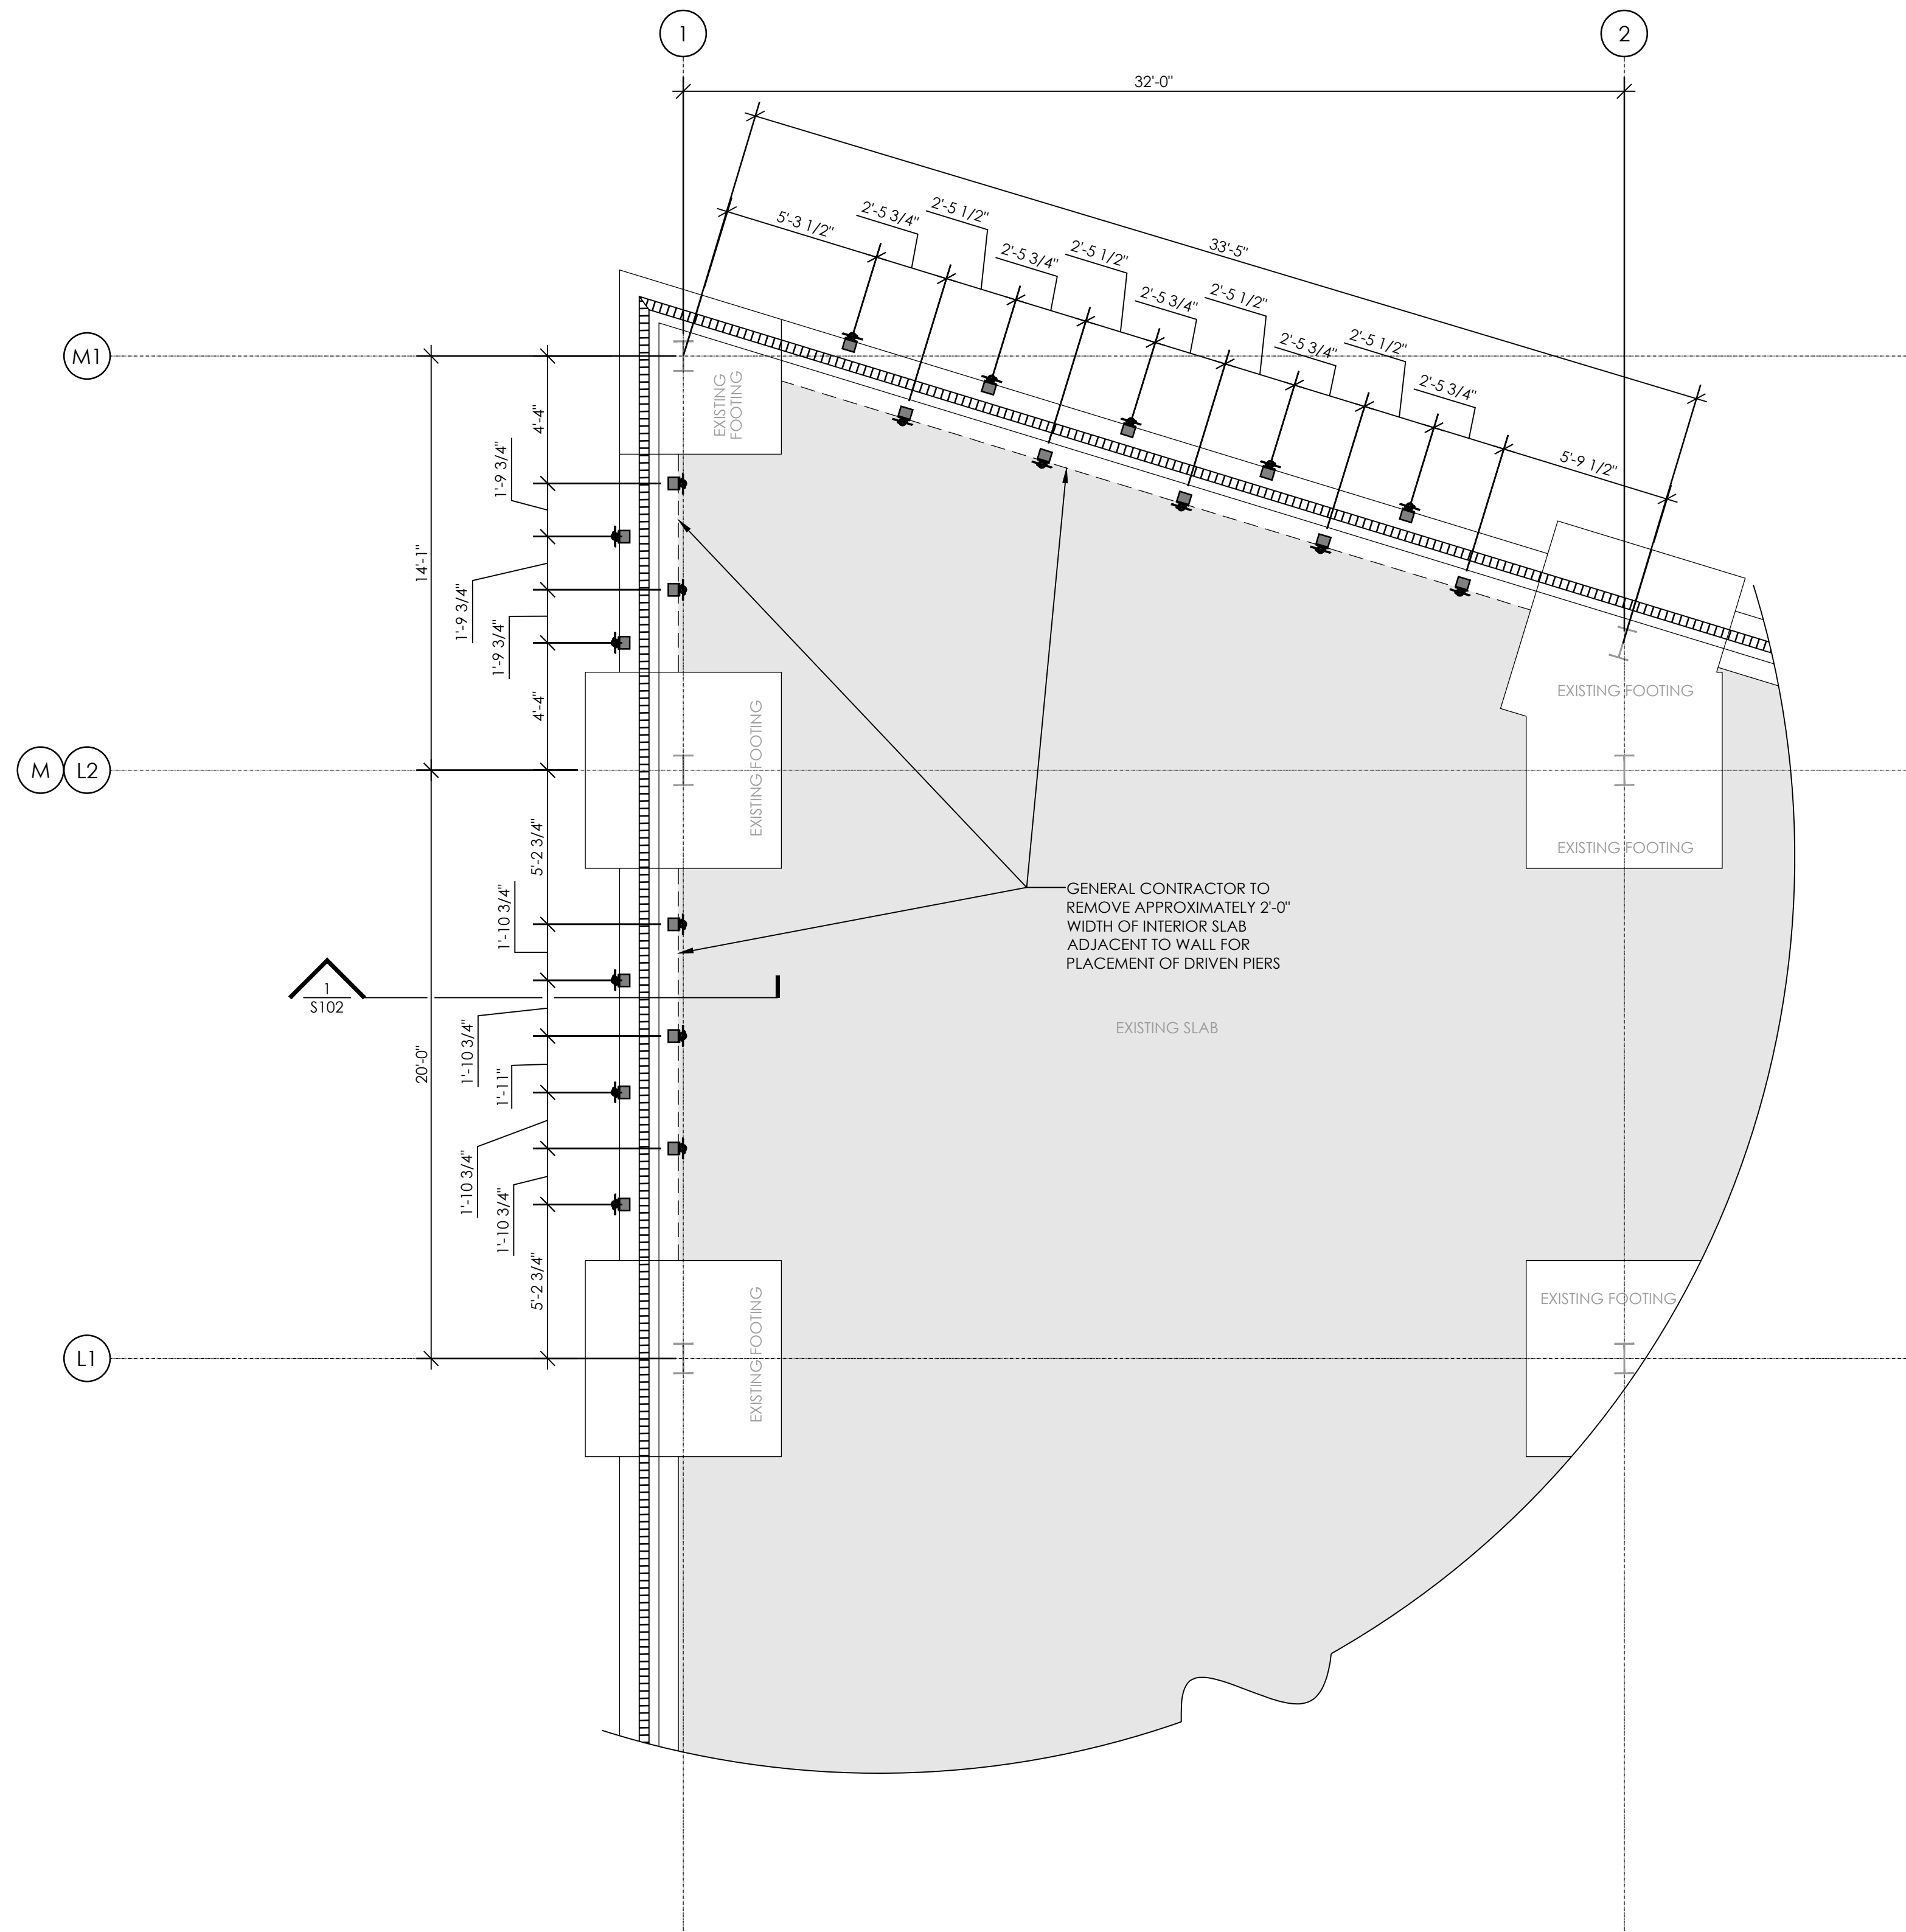 1
2
32'-0"
33'-5"
5'-3 1/2"
2'-5 3/4"
2'-5 1/2"
2'-5 3/4"
2'-5 1/2"
2'-5 3/4"
2'-5 1/2"
2'-5 3/4"
2'-5 1/2"
2'-5 3/4"
5'-9 1/2"
M1
EXISTING
FOOTING
4'-4"
1'-9 3/4"
14'-1"
1'-9 3/4"
1'-9 3/4"
4'-4"
EXISTING FOOTING
EXISTING FOOTING
M
L2
EXISTING FOOTING
5'-2 3/4"
GENERAL CONTRACTOR TO
REMOVE APPROXIMATELY 2'-0"
WIDTH OF INTERIOR SLAB
ADJACENT TO WALL FOR
PLACEMENT OF DRIVEN PIERS
1'-10 3/4"
1
S102
EXISTING SLAB
20'-0"
1'-10 3/4"
1'-11"
1'-10 3/4"
1'-10 3/4"
5'-2 3/4"
EXISTING FOOTING
EXISTING FOOTING
L1